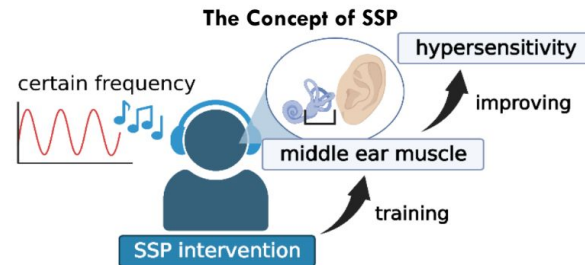 The Concept of SSP
hypersensitivity
certain frequency
improving
middle ear muscle
training
SSP intervention